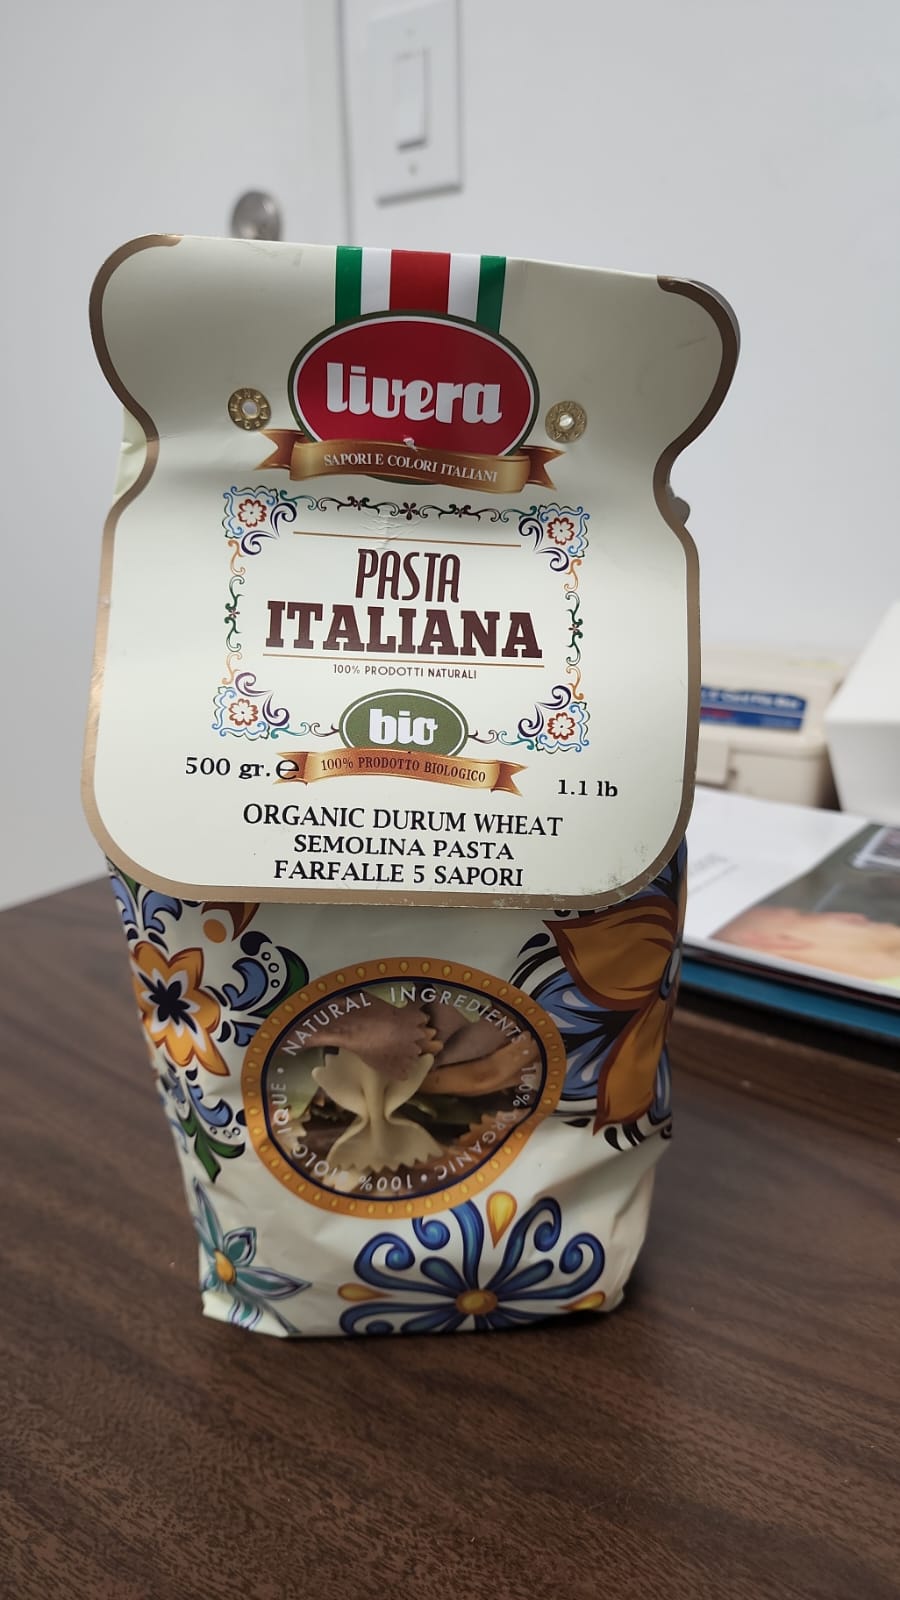 livera
SAPORI E COLORI ITALIANI
PASTA
ITALIANA
100% PRODOTTI NATURALI
bio
500 gr. e
100% PRODOTTO BIOLOGICO
1.1 lb
ORGANIC DURUM WHEAT
SEMOLINA PASTA
FARFALLE 5 SAPORI
NATURAL INGREDIENTS • 100% ORGANIC • 100% BIOLOGIQUE •